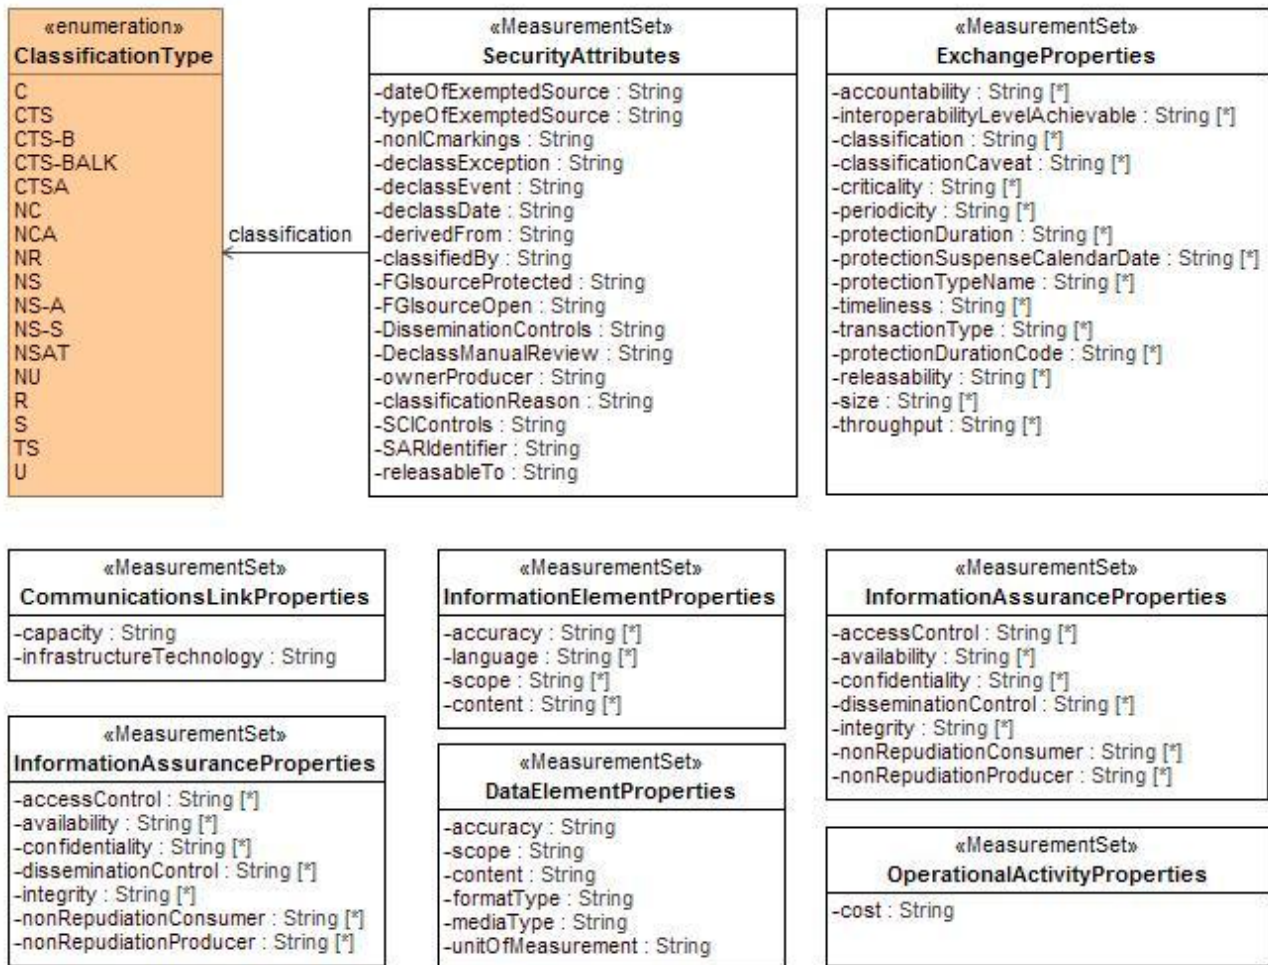 «enumeration»
ClassificationType
C
CTS
CTS-B
CTS-BALK
CTSA
NC
NCA
NR
NS
NS-A
NS-S
NSAT
NU
R
S
TS
U
classification
«MeasurementSet»
SecurityAttributes
-dateOfExemptedSource : String
-typeOfExemptedSource : String
-nonICmarkings : String
-declassException : String
-declassEvent : String
-declassDate : String
-derivedFrom : String
-classifiedBy : String
-FGIsourceProtected : String
-FGIsourceOpen : String
-DisseminationControls : String
-DeclassManualReview : String
-ownerProducer : String
-classificationReason : String
-SCIControls : String
-SARIdentifier : String
-releasableTo : String
«MeasurementSet»
ExchangeProperties
-accountability : String [*]
-interoperabilityLevelAchievable : String [*]
-classification : String [*]
-classificationCaveat : String [*]
-criticality : String [*]
-periodicity : String [*]
-protectionDuration : String [*]
-protectionSuspenseCalendarDate : String [*]
-protectionTypeName : String [*]
-timeliness : String [*]
-transactionType : String [*]
-protectionDurationCode : String [*]
-releasability : String [*]
-size : String [*]
-throughput : String [*]
«MeasurementSet»
CommunicationsLinkProperties
-capacity : String
-infrastructureTechnology : String
«MeasurementSet»
InformationAssuranceProperties
-accessControl : String [*]
-availability : String [*]
-confidentiality : String [*]
-disseminationControl : String [*]
-integrity : String [*]
-nonRepudiationConsumer : String [*]
-nonRepudiationProducer : String [*]
«MeasurementSet»
InformationElementProperties
-accuracy : String [*]
-language : String [*]
-scope : String [*]
-content : String [*]
«MeasurementSet»
DataElementProperties
-accuracy : String
-scope : String
-content : String
-formatType : String
-mediaType : String
-unitOfMeasurement : String
«MeasurementSet»
InformationAssuranceProperties
-accessControl : String [*]
-availability : String [*]
-confidentiality : String [*]
-disseminationControl : String [*]
-integrity : String [*]
-nonRepudiationConsumer : String [*]
-nonRepudiationProducer : String [*]
«MeasurementSet»
OperationalActivityProperties
-cost : String